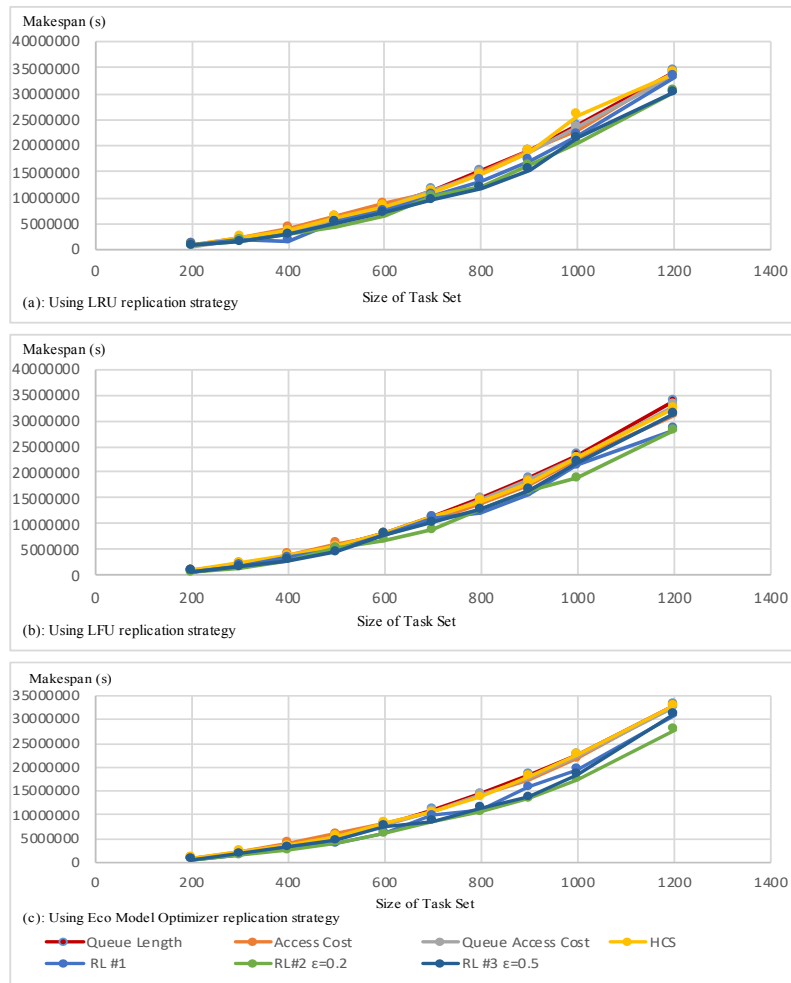 Makespan (s)
40000000
35000000
30000000
25000000
20000000
15000000
10000000
5000000
0
0 200 400 600 800 1000 1200 1400
Size of Task Set
(a): Using LRU replication strategy
Makespan (s)
40000000
35000000
30000000
25000000
20000000
15000000
10000000
5000000
0
0 200 400 600 800 1000 1200 1400
Size of Task Set
(b): Using LFU replication strategy
Makespan (s)
35000000
30000000
25000000
20000000
15000000
10000000
5000000
0
0 200 400 600 800 1000 1200 1400
Size of Task Set
(c): Using Eco Model Optimizer replication strategy
Queue Length Access Cost Queue Access Cost HCS
RL #1 RL#2 ε=0.2 RL #3 ε=0.5